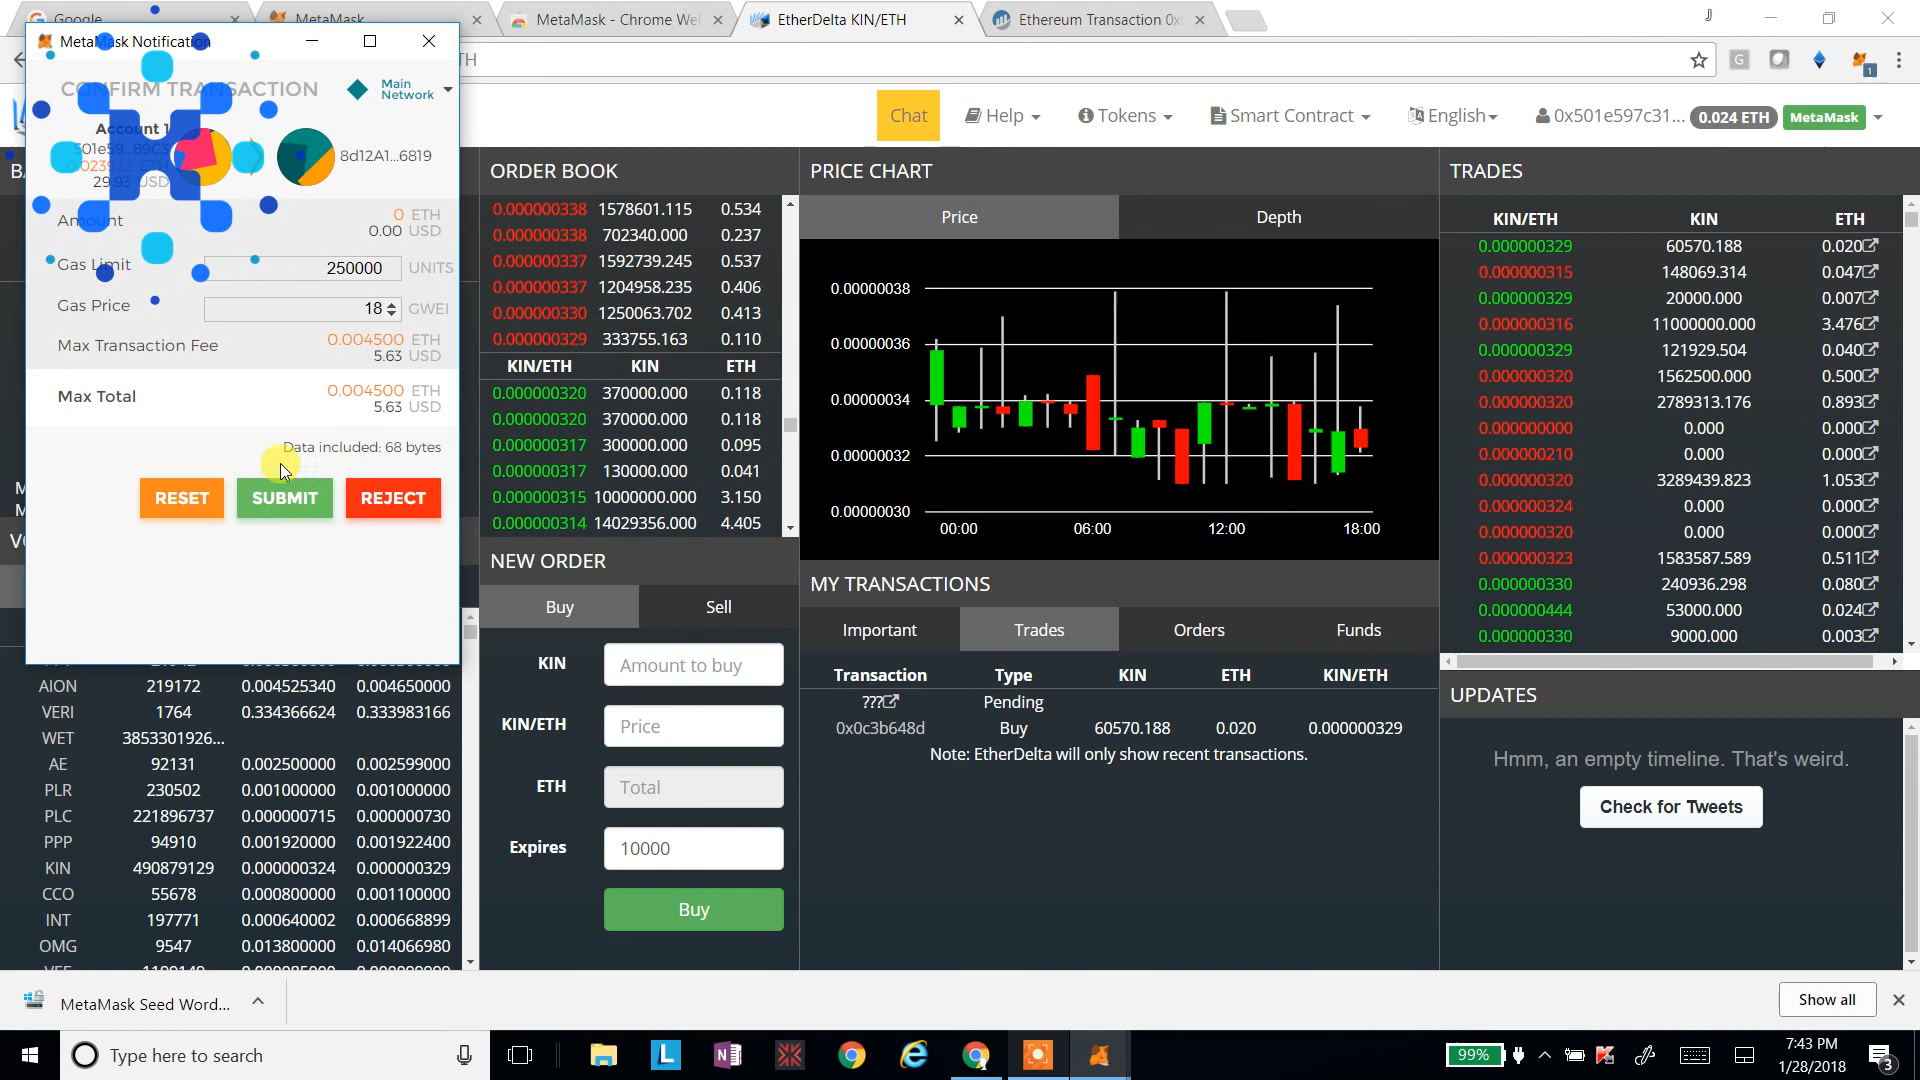 Google
MetaMask
MetaMask - Chrome We
EtherDelta KIN/ETH
Ethereum Transaction 0x
MetaMask Notification
TH
CONFIRM TRANSACTION
Main
Network
Account 1
501e59...89C3
0.023922 ETH
29.93 USD
8d12A1...6819
Amount
0 ETH
0.00 USD
Gas Limit
250000 UNITS
Gas Price
18 GWEI
Max Transaction Fee
0.004500 ETH
5.63 USD
Max Total
0.004500 ETH
5.63 USD
Data included: 68 bytes
RESET
SUBMIT
REJECT
Chat
Help
Tokens
Smart Contract
English
0x501e597c31...
0.024 ETH
MetaMask
BA
VO
ORDER BOOK
0.000000338 1578601.115 0.534
0.000000338 702340.000 0.237
0.000000337 1592739.245 0.537
0.000000337 1204958.235 0.406
0.000000330 1250063.702 0.413
0.000000329 333755.163 0.110
KIN/ETH KIN ETH
0.000000320 370000.000 0.118
0.000000320 370000.000 0.118
0.000000317 300000.000 0.095
0.000000317 130000.000 0.041
0.000000315 10000000.000 3.150
0.000000314 14029356.000 4.405
NEW ORDER
Buy
Sell
KIN
Amount to buy
KIN/ETH
Price
ETH
Total
Expires
10000
Buy
PRICE CHART
Price
Depth
0.00000038
0.00000036
0.00000034
0.00000032
0.00000030
00:00
06:00
12:00
18:00
MY TRANSACTIONS
Important
Trades
Orders
Funds
Transaction Type KIN ETH KIN/ETH
??? Pending
0x0c3b648d Buy 60570.188 0.020 0.000000329
Note: EtherDelta will only show recent transactions.
TRADES
KIN/ETH KIN ETH
0.000000329 60570.188 0.020
0.000000315 148069.314 0.047
0.000000329 20000.000 0.007
0.000000316 11000000.000 3.476
0.000000329 121929.504 0.040
0.000000320 1562500.000 0.500
0.000000320 2789313.176 0.893
0.000000000 0.000 0.000
0.000000210 0.000 0.000
0.000000320 3289439.823 1.053
0.000000324 0.000 0.000
0.000000320 0.000 0.000
0.000000323 1583587.589 0.511
0.000000330 240936.298 0.080
0.000000444 53000.000 0.024
0.000000330 9000.000 0.003
UPDATES
Hmm, an empty timeline. That's weird.
Check for Tweets
AION 219172 0.004525340 0.004650000
VERI 1764 0.334366624 0.333983166
WET 3853301926...
AE 92131 0.002500000 0.002599000
PLR 230502 0.001000000 0.001000000
PLC 221896737 0.000000715 0.000000730
PPP 94910 0.001920000 0.001922400
KIN 490879129 0.000000324 0.000000329
CCO 55678 0.000800000 0.001100000
INT 197771 0.000640002 0.000668899
OMG 9547 0.013800000 0.014066980
MetaMask Seed Word...
Show all
Type here to search
99%
7:43 PM
1/28/2018
3